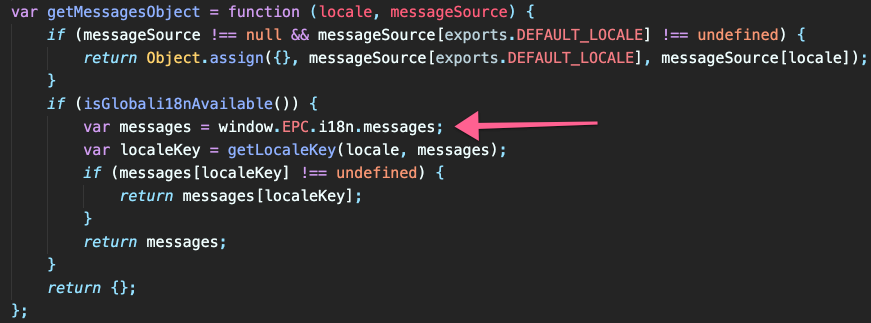 var getMessagesObject = function (locale, messageSource) {
if (messageSource !== null && messageSource[exports.DEFAULT_LOCALE] !== undefined) {
return Object.assign({}, messageSource[exports.DEFAULT_LOCALE], messageSource[locale]);
}
if (isGlobali18nAvailable()) {
var messages = window.EPC.i18n.messages;
var localeKey = getLocaleKey(locale, messages);
if (messages[localeKey] !== undefined) {
return messages[localeKey];
}
return messages;
}
return {};
};